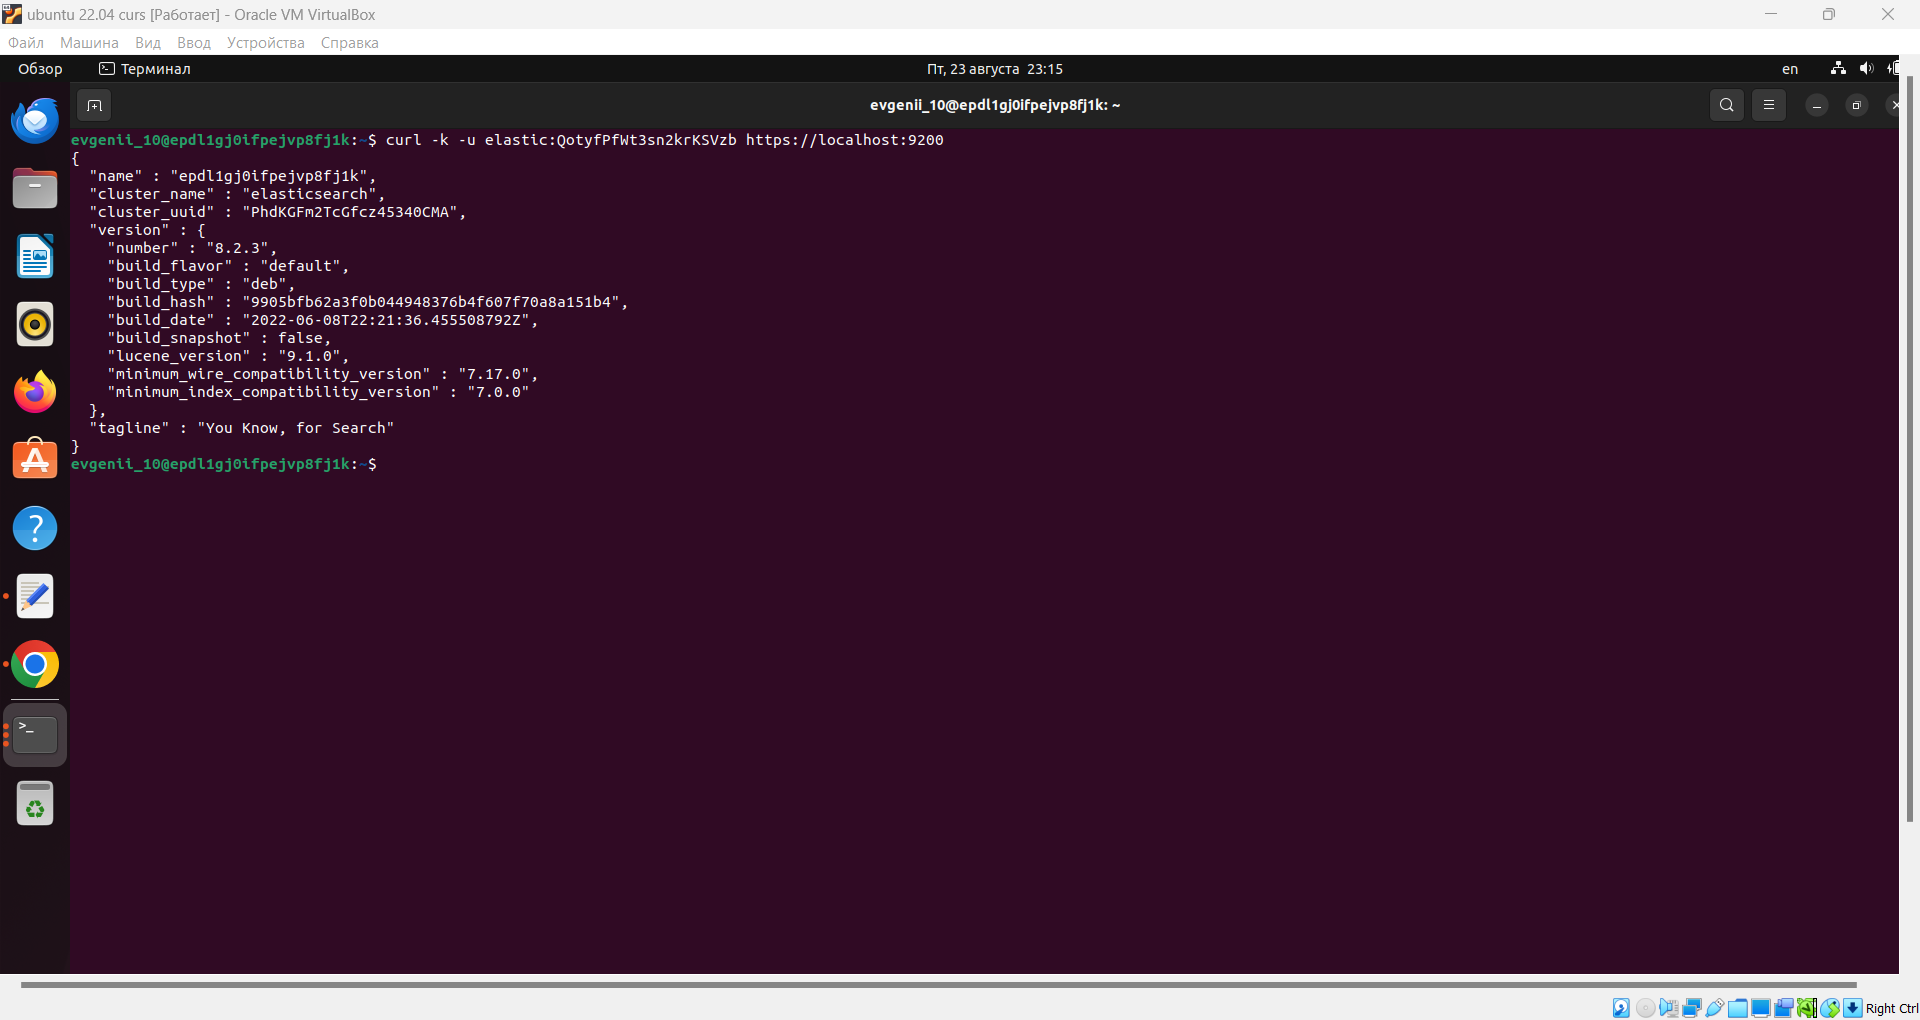 ubuntu 22.04 curs [Работает] - Oracle VM VirtualBox
Файл Машина Вид Ввод Устройства Справка
Обзор Терминал Пт, 23 августа 23:15 en
evgenii_10@epdl1gj0ifpejvp8fj1k: ~
evgenii_10@epdl1gj0ifpejvp8fj1k:~$ curl -k -u elastic:QotyfPfWt3sn2krKSVzb https://localhost:9200
{
  "name" : "epdl1gj0ifpejvp8fj1k",
  "cluster_name" : "elasticsearch",
  "cluster_uuid" : "PhdKGFm2TcGfcz45340CMA",
  "version" : {
    "number" : "8.2.3",
    "build_flavor" : "default",
    "build_type" : "deb",
    "build_hash" : "9905bfb62a3f0b044948376b4f607f70a8a151b4",
    "build_date" : "2022-06-08T22:21:36.455508792Z",
    "build_snapshot" : false,
    "lucene_version" : "9.1.0",
    "minimum_wire_compatibility_version" : "7.17.0",
    "minimum_index_compatibility_version" : "7.0.0"
  },
  "tagline" : "You Know, for Search"
}
evgenii_10@epdl1gj0ifpejvp8fj1k:~$
Right Ctrl